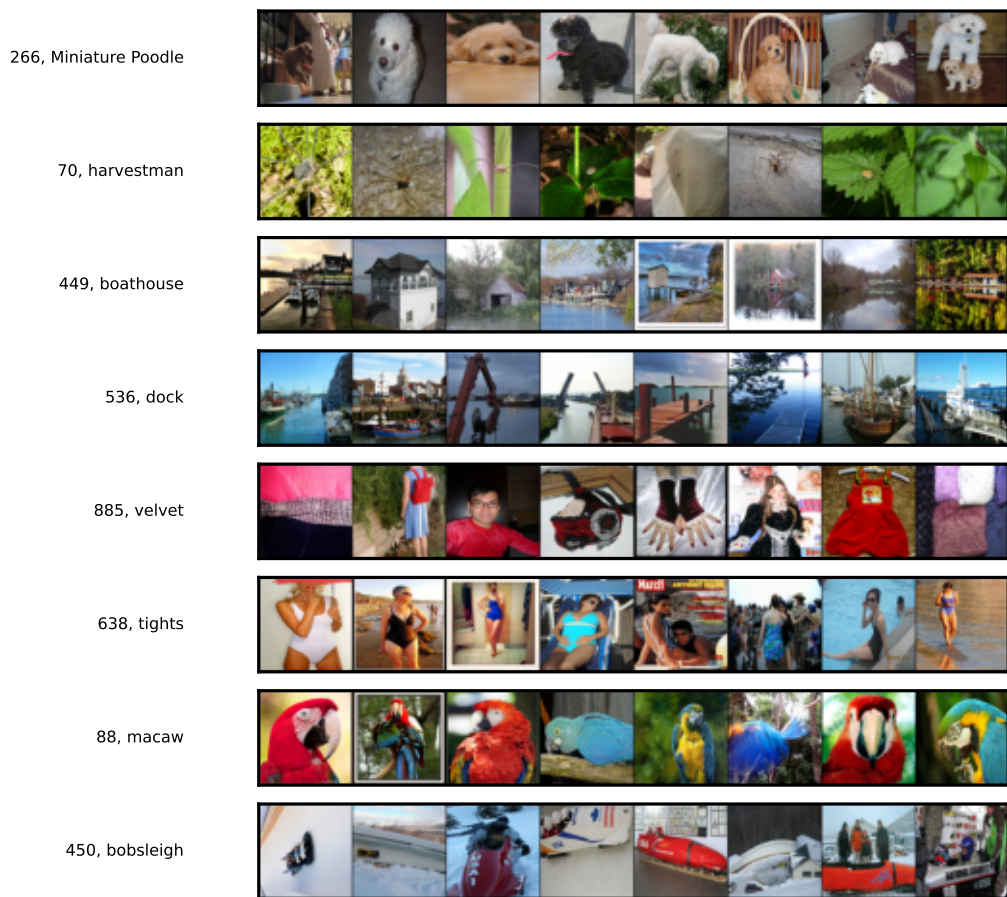 266, Miniature Poodle
70, harvestman
449, boathouse
536, dock
885, velvet
638, tights
88, macaw
450, bobsleigh